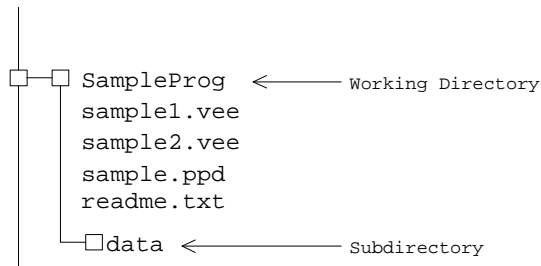 SampleProg Working Directory
sample1.vee
sample2.vee
sample.ppd
readme.txt
data Subdirectory